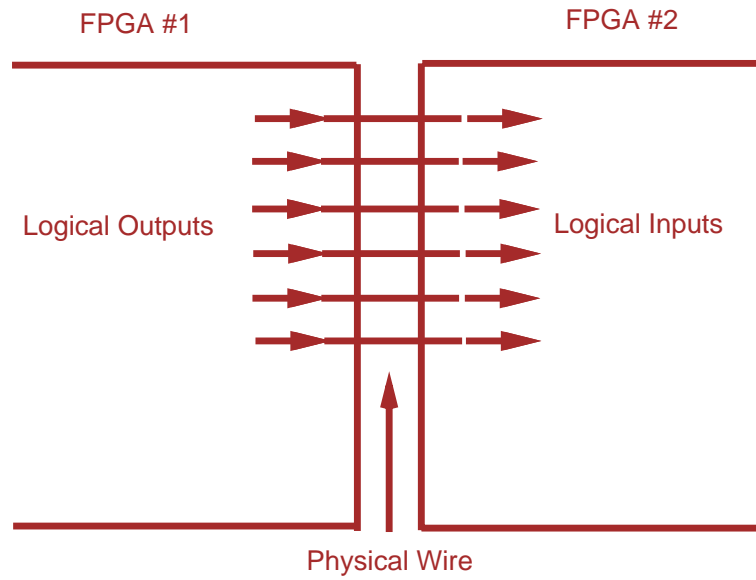 FPGA #1
FPGA #2
Logical Outputs
Logical Inputs
Physical Wire